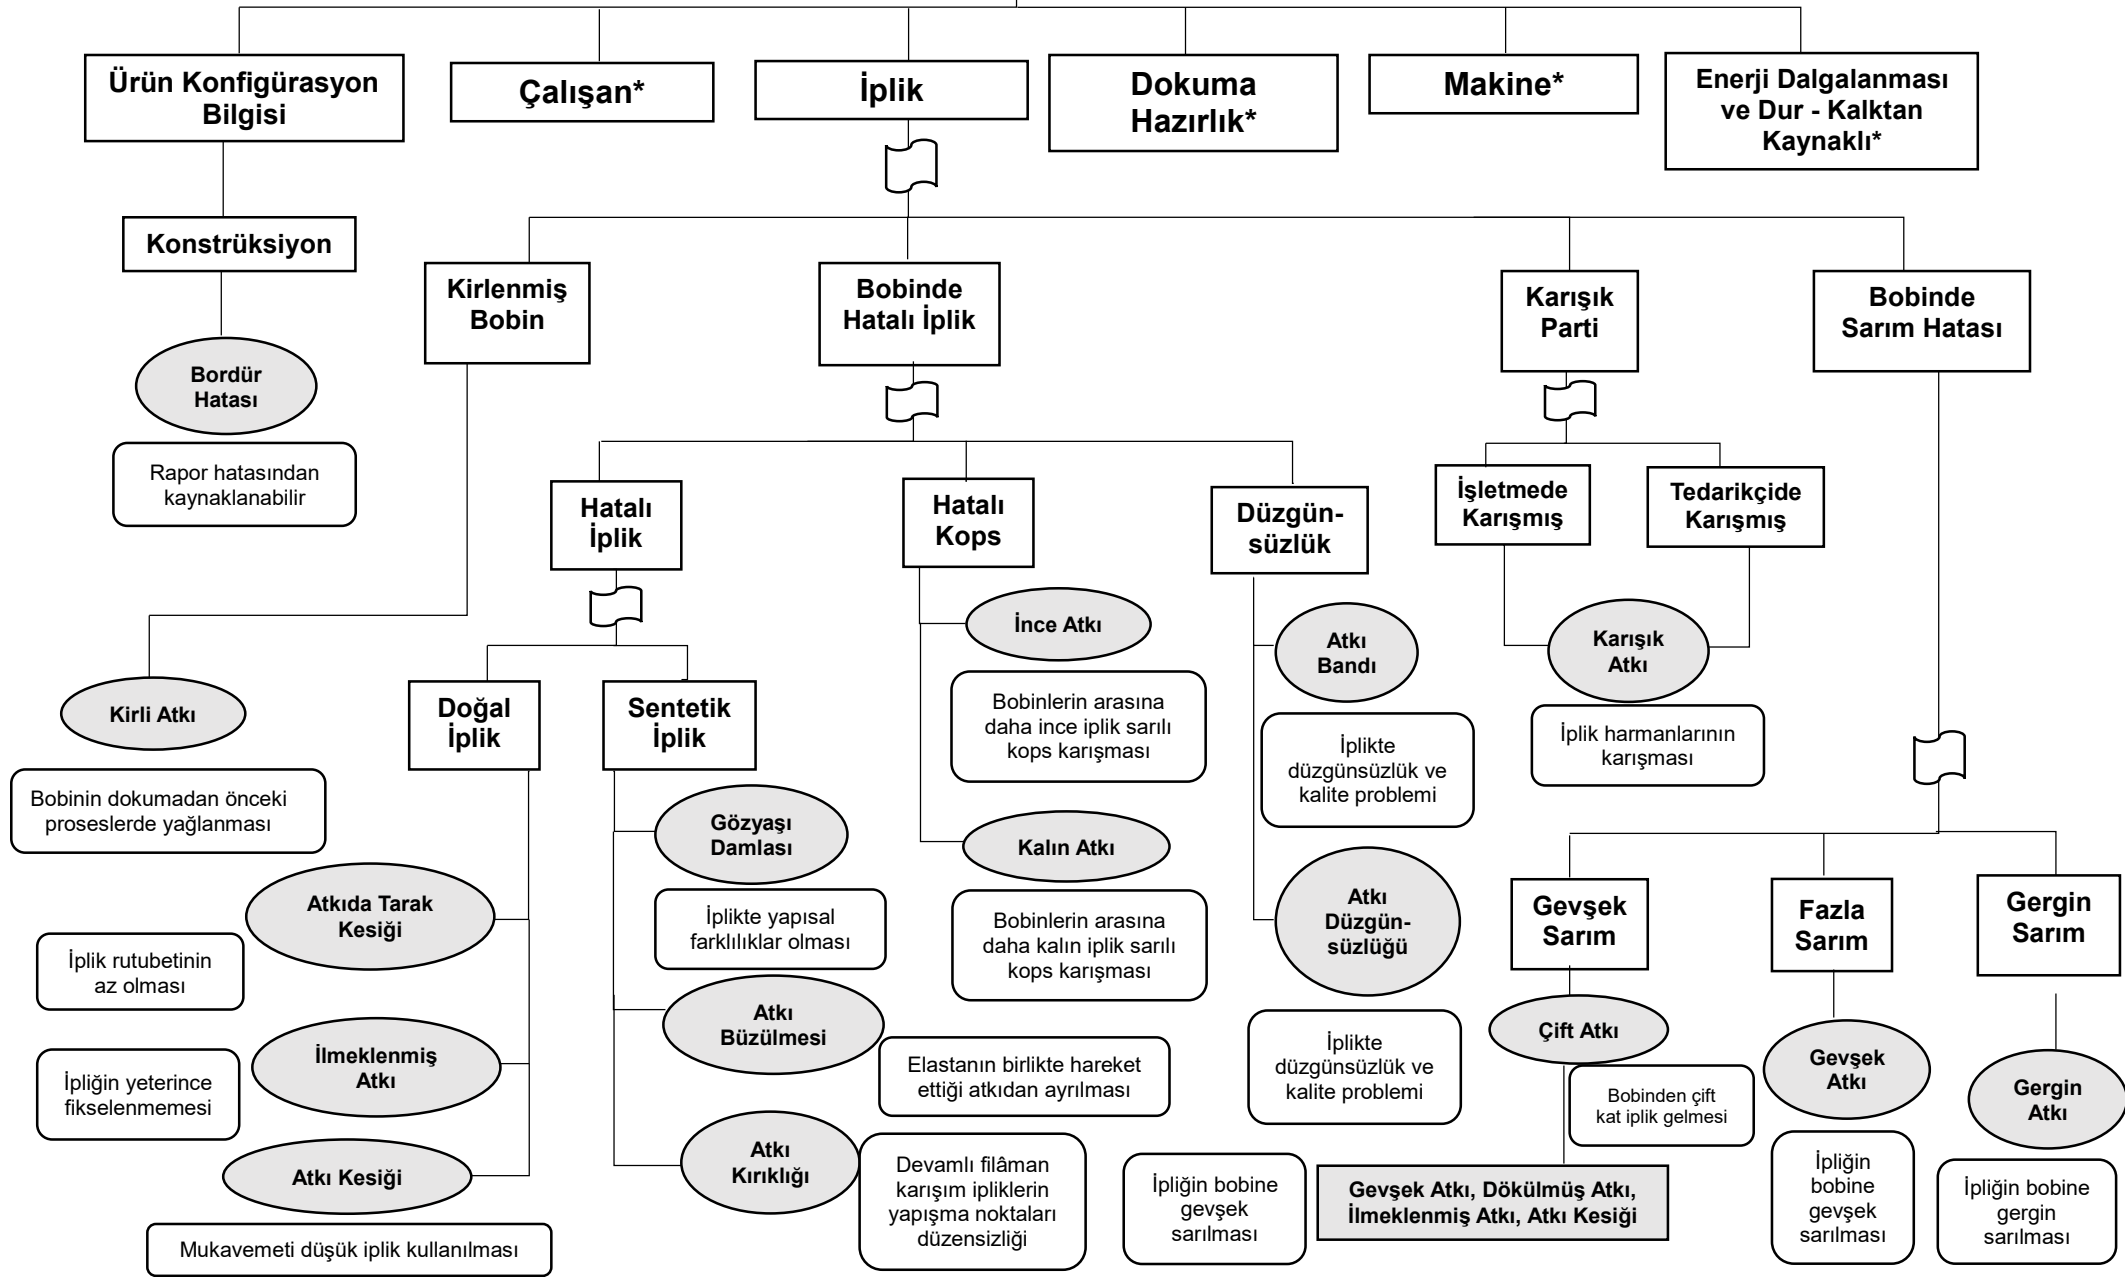 Ürün Konfigürasyon
Bilgisi
Çalışan*
İplik
Dokuma
Hazırlık*
Makine*
Enerji Dalgalanması
ve Dur - Kalktan
Kaynaklı*
Konstrüksiyon
Kirlenmiş
Bobin
Bobinde
Hatalı İplik
Karışık
Parti
Bobinde
Sarım Hatası
Bordür
Hatası
Rapor hatasından
kaynaklanabilir
Hatalı
İplik
Hatalı
Kops
Düzgün-
süzlük
İşletmede
Karışmış
Tedarikçide
Karışmış
İnce Atkı
Atkı
Bandı
Karışık
Atkı
Kirli Atkı
Doğal
İplik
Sentetik
İplik
Bobinlerin arasına
daha ince iplik sarılı
kops karışması
İplikte
düzgünsüzlük ve
kalite problemi
İplik harmanlarının
karışması
Bobinin dokumadan önceki
proseslerde yağlanması
Gözyaşı
Damlası
Kalın Atkı
Atkıda Tarak
Kesiği
İplikte yapısal
farklılıklar olması
Bobinlerin arasına
daha kalın iplik sarılı
kops karışması
Atkı
Düzgün-
süzlüğü
Gevşek
Sarım
Fazla
Sarım
Gergin
Sarım
İplik rutubetinin
az olması
Atkı
Büzülmesi
Çift Atkı
İlmeklenmiş
Atkı
İpliğin yeterince
fikselenmemesi
Elastanın birlikte hareket
ettiği atkıdan ayrılması
İplikte
düzgünsüzlük ve
kalite problemi
Bobinden çift
kat iplik gelmesi
Gevşek
Atkı
Gergin
Atkı
Atkı Kesiği
Atkı
Kırıklığı
Devamlı filâman
karışım ipliklerin
yapışma noktaları
düzensizliği
İpliğin bobine
gevşek
sarılması
Gevşek Atkı, Dökülmüş Atkı,
İlmeklenmiş Atkı, Atkı Kesiği
İpliğin
bobine
gevşek
sarılması
İpliğin bobine
gergin
sarılması
Mukavemeti düşük iplik kullanılması